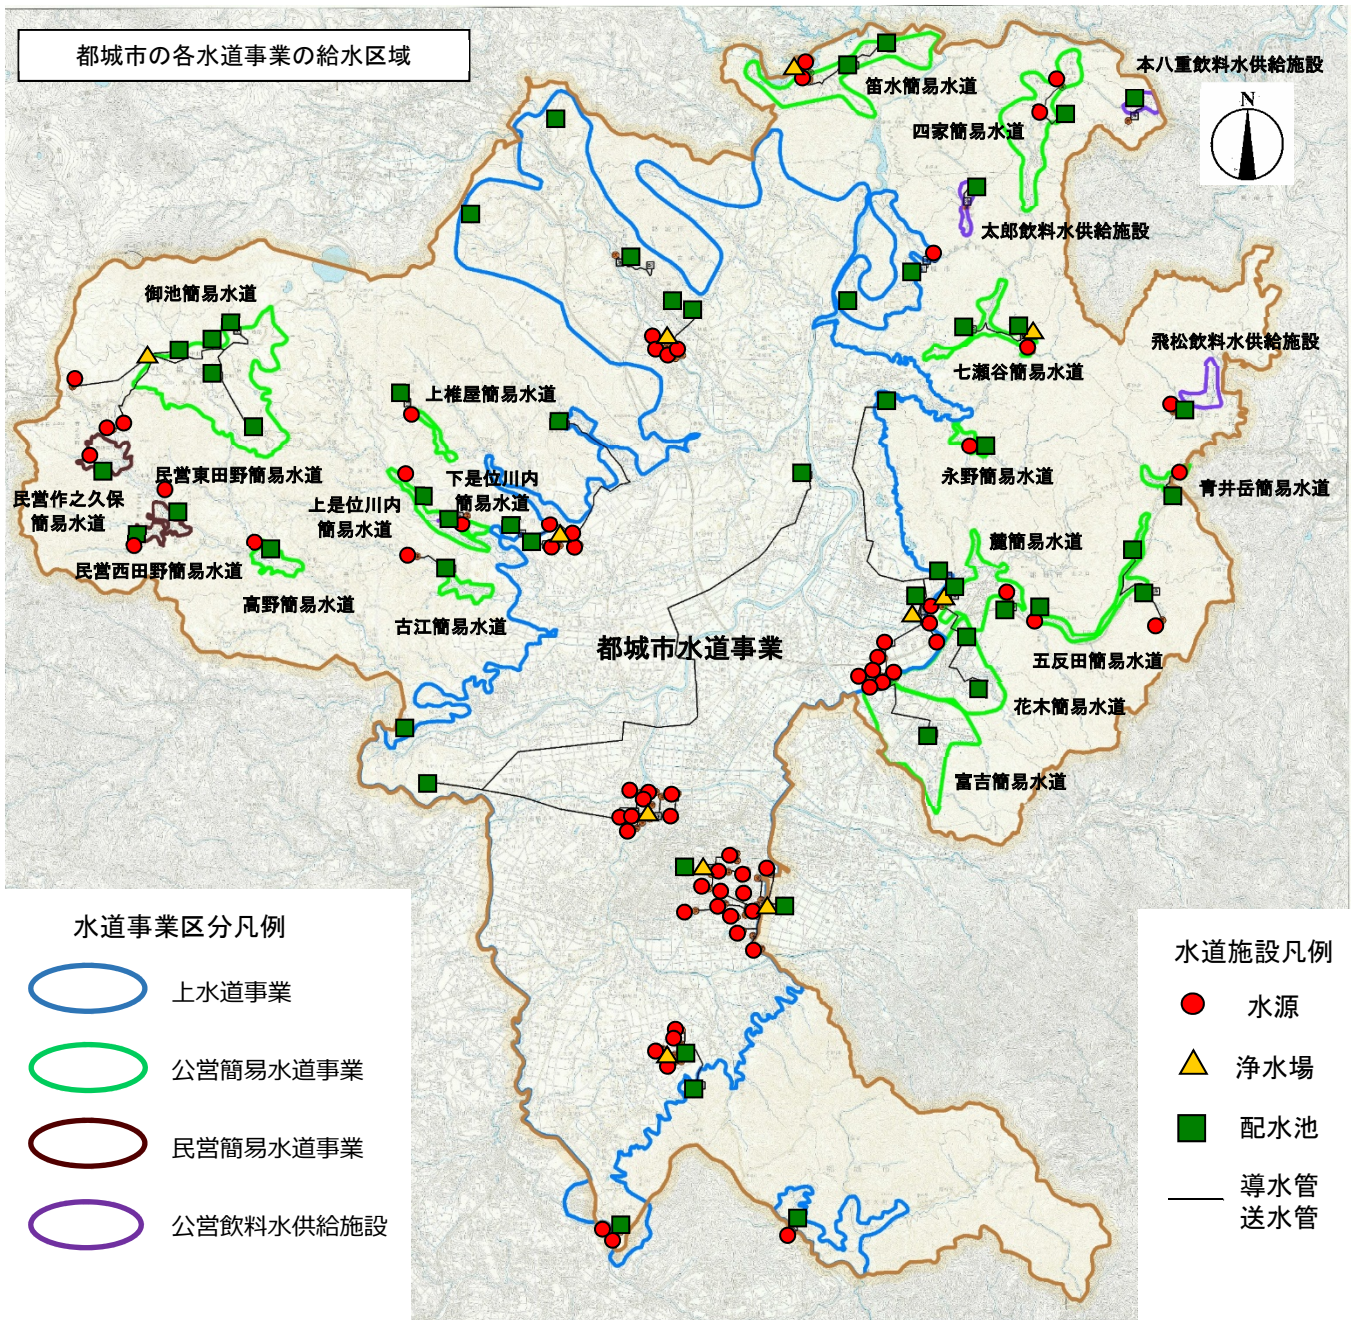 都城市の各水道事業の給水区域
本八重飲料水供給施設
笛水簡易水道
N
四家簡易水道
太郎飲料水供給施設
御池簡易水道
飛松飲料水供給施設
七瀬谷簡易水道
上椎屋簡易水道
民営東田野簡易水道
下是位川内
簡易水道
永野簡易水道
青井岳簡易水道
民営作之久保
簡易水道
上是位川内
簡易水道
麓簡易水道
民営西田野簡易水道
高野簡易水道
古江簡易水道
都城市水道事業
五反田簡易水道
花木簡易水道
富吉簡易水道
水道事業区分凡例
上水道事業
公営簡易水道事業
民営簡易水道事業
公営飲料水供給施設
水道施設凡例
水源
浄水場
配水池
導水管
送水管